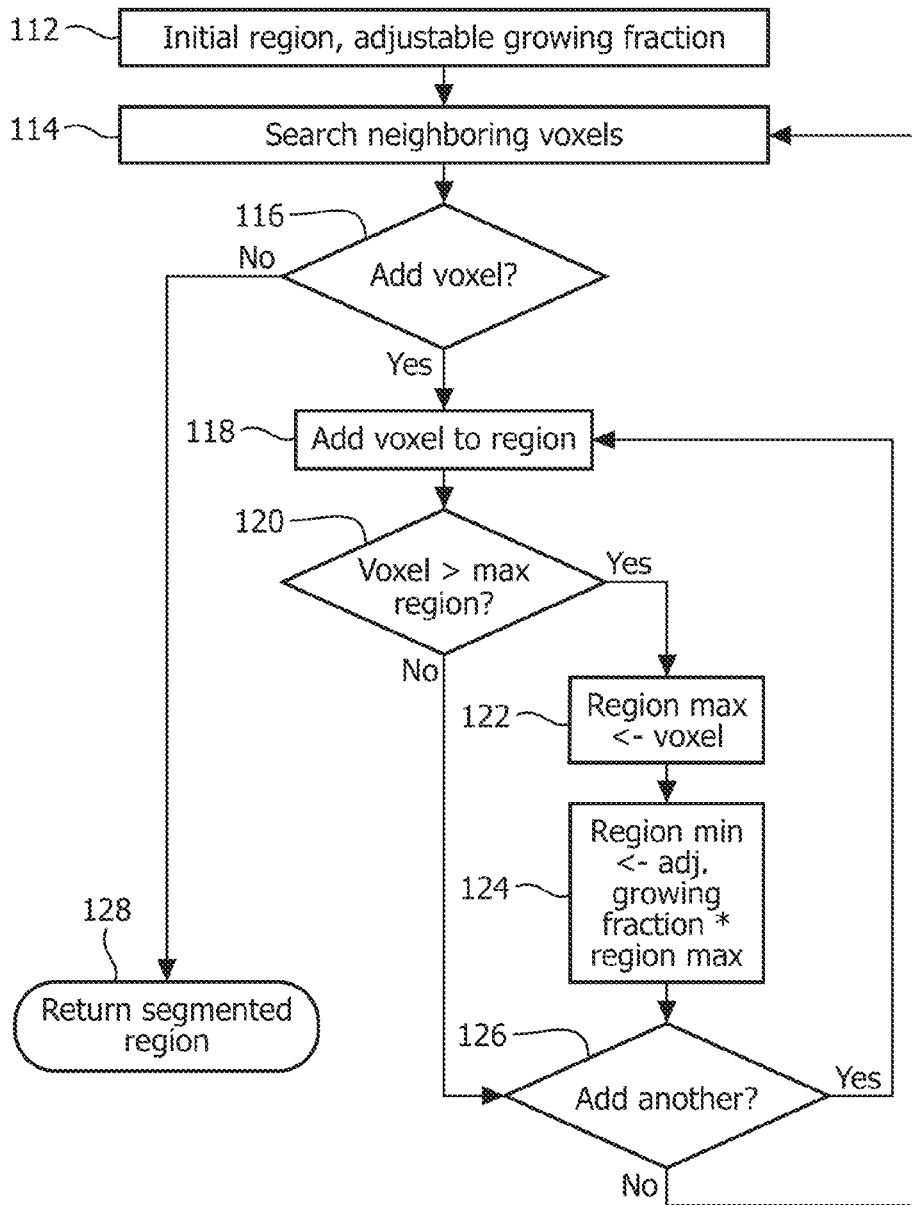 112
Initial region, adjustable growing fraction
114
Search neighboring voxels
116
No
Add voxel?
Yes
118
Add voxel to region
120
Voxel > max
region?
Yes
No
122
Region max
<- voxel
124
Region min
<- adj.
growing
fraction *
region max
128
Return segmented
region
126
Add another?
Yes
No